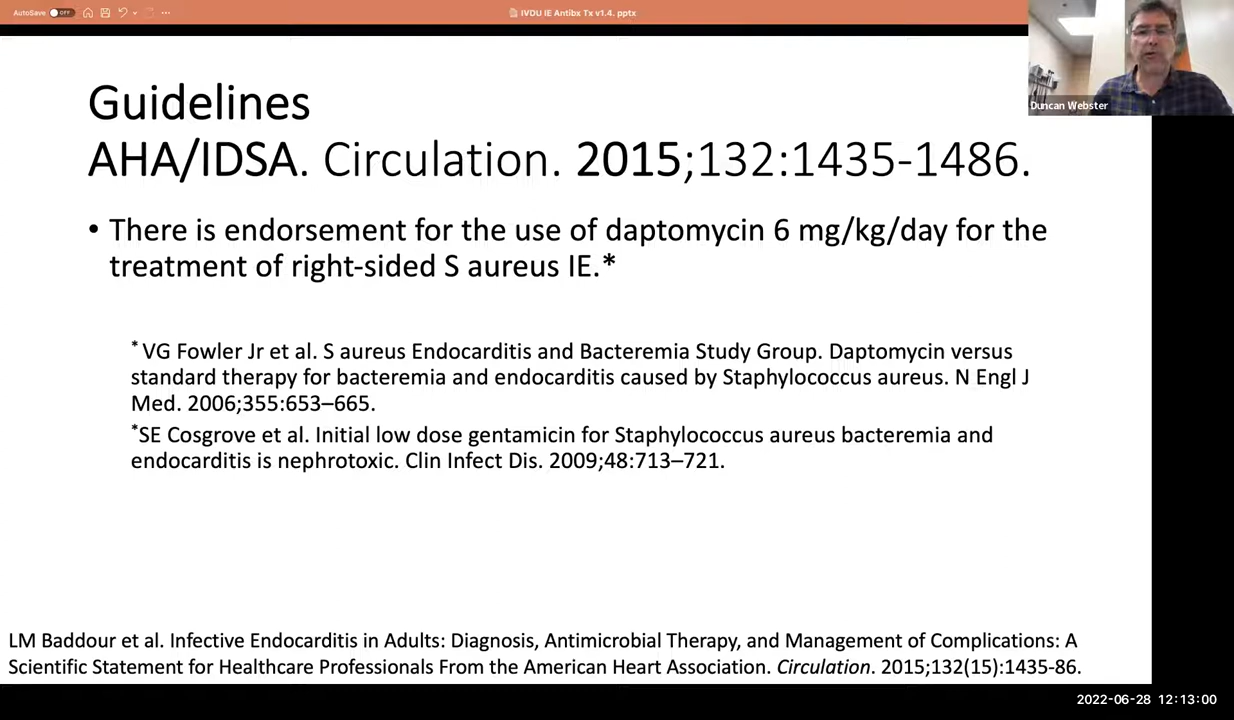 AutoSave OFF
IVDU IE Antibx Tx v1.4. pptx
Duncan Webster
Guidelines
AHA/IDSA. Circulation. 2015;132:1435-1486.
• There is endorsement for the use of daptomycin 6 mg/kg/day for the
treatment of right-sided S aureus IE.*
* VG Fowler Jr et al. S aureus Endocarditis and Bacteremia Study Group. Daptomycin versus
standard therapy for bacteremia and endocarditis caused by Staphylococcus aureus. N Engl J
Med. 2006;355:653–665.
*SE Cosgrove et al. Initial low dose gentamicin for Staphylococcus aureus bacteremia and
endocarditis is nephrotoxic. Clin Infect Dis. 2009;48:713–721.
LM Baddour et al. Infective Endocarditis in Adults: Diagnosis, Antimicrobial Therapy, and Management of Complications: A
Scientific Statement for Healthcare Professionals From the American Heart Association. Circulation. 2015;132(15):1435-86.
2022-06-28 12:13:00